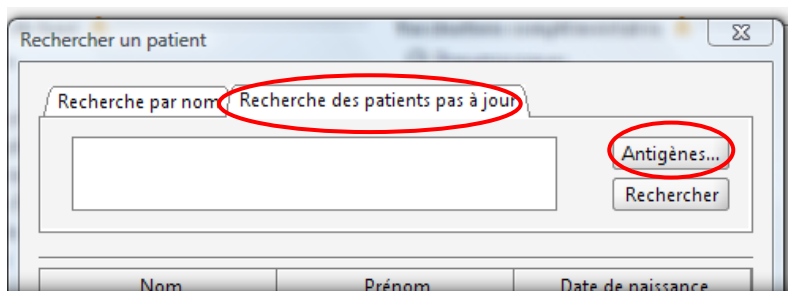 Rechercher un patient
Recherche par nom Recherche des patients pas à jour
Antigènes...
Rechercher
Nom Prénom Date de naissance